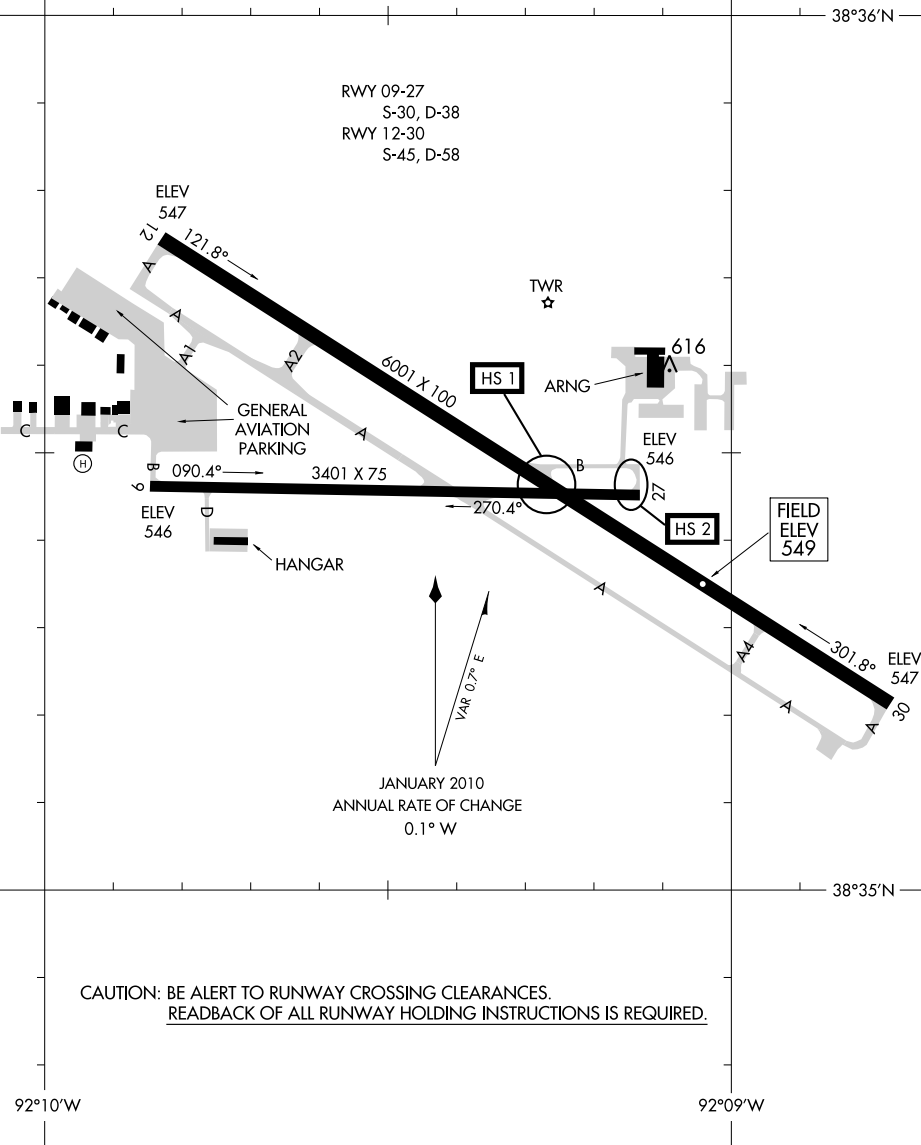 38°36'N
RWY 09-27
S-30, D-38
RWY 12-30
S-45, D-58
ELEV
547
12
121.8°
A
TWR
A
A1
A2
6001 X 100
HS 1
616
ARNG
GENERAL
AVIATION
PARKING
C
C
A
ELEV
546
H
B
090.4°
3401 X 75
B
9
270.4°
27
ELEV
546
D
HS 2
FIELD
ELEV
549
HANGAR
A
VAR 0.7° E
A4
301.8°
ELEV
547
A
A
30
JANUARY 2010
ANNUAL RATE OF CHANGE
0.1° W
38°35'N
CAUTION: BE ALERT TO RUNWAY CROSSING CLEARANCES.
READBACK OF ALL RUNWAY HOLDING INSTRUCTIONS IS REQUIRED.
92°10'W
92°09'W